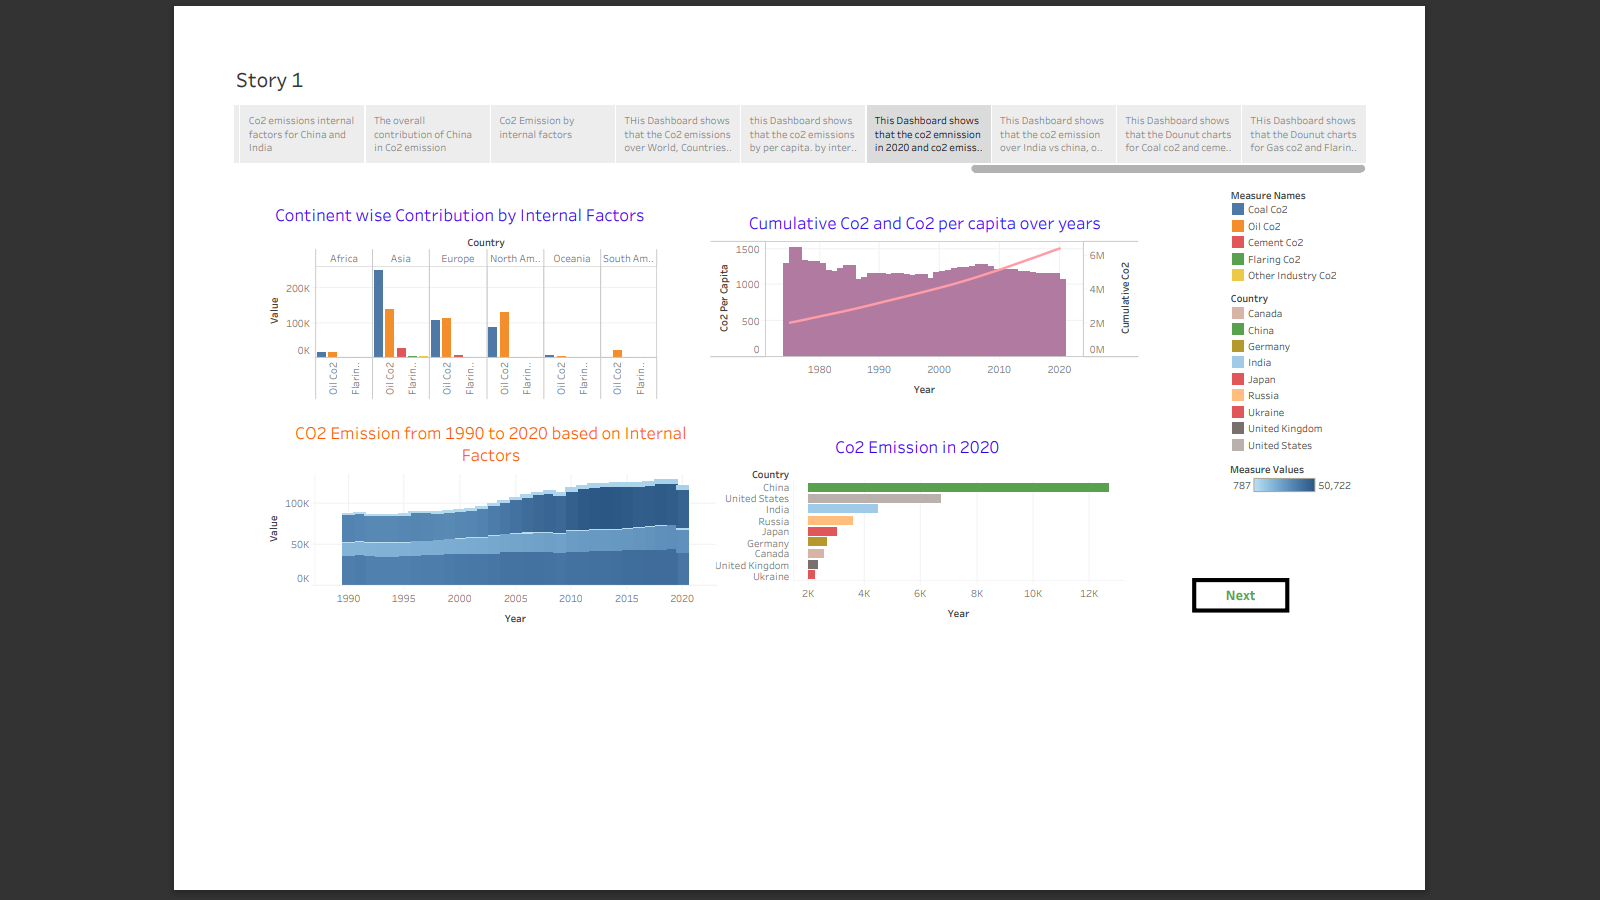 Story 1
Co2 emissions internal
factors for China and
India
The overall
contribution of China
in Co2 emission
Co2 Emission by
internal factors
THis Dashboard shows
that the Co2 emissions
over World, Countries..
this Dashboard shows
that the co2 emissions
by per capita. by inter..
This Dashboard shows
that the co2 emnission
in 2020 and co2 emiss..
This Dashboard shows
that the co2 emission
over India vs china, o..
This Dashboard shows
that the Dounut charts
for Coal co2 and ceme..
THis Dashboard shows
that the Dounut charts
for Gas co2 and Flarin..
Continent wise Contribution by Internal Factors
Country
Africa Asia Europe North Am.. Oceania South Am..
Value
200K
100K
0K
Oil Co2 Flarin.. Oil Co2 Flarin.. Oil Co2 Flarin.. Oil Co2 Flarin.. Oil Co2 Flarin.. Oil Co2 Flarin..
Cumulative Co2 and Co2 per capita over years
Co2 Per Capita
1500
1000
500
0
6M
4M
2M
0M
Cumulative Co2
1980 1990 2000 2010 2020
Year
CO2 Emission from 1990 to 2020 based on Internal
Factors
Value
100K
50K
0K
1990 1995 2000 2005 2010 2015 2020
Year
Co2 Emission in 2020
Country
China
United States
India
Russia
Japan
Germany
Canada
United Kingdom
Ukraine
2K 4K 6K 8K 10K 12K
Year
Measure Names
Coal Co2
Oil Co2
Cement Co2
Flaring Co2
Other Industry Co2
Country
Canada
China
Germany
India
Japan
Russia
Ukraine
United Kingdom
United States
Measure Values
787 50,722
Next